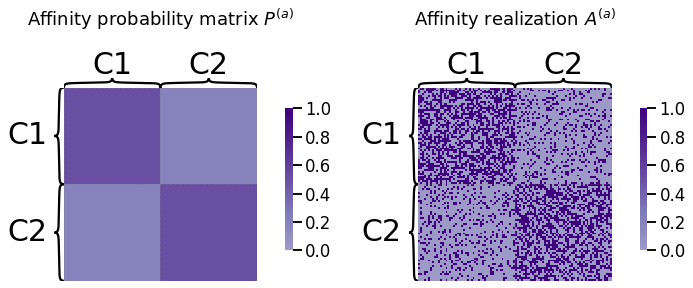 Affinity probability matrix P^(a)
C1 C2
C1
C2
1.0
0.8
0.6
0.4
0.2
0.0
Affinity realization A^(a)
C1 C2
C1
C2
1.0
0.8
0.6
0.4
0.2
0.0